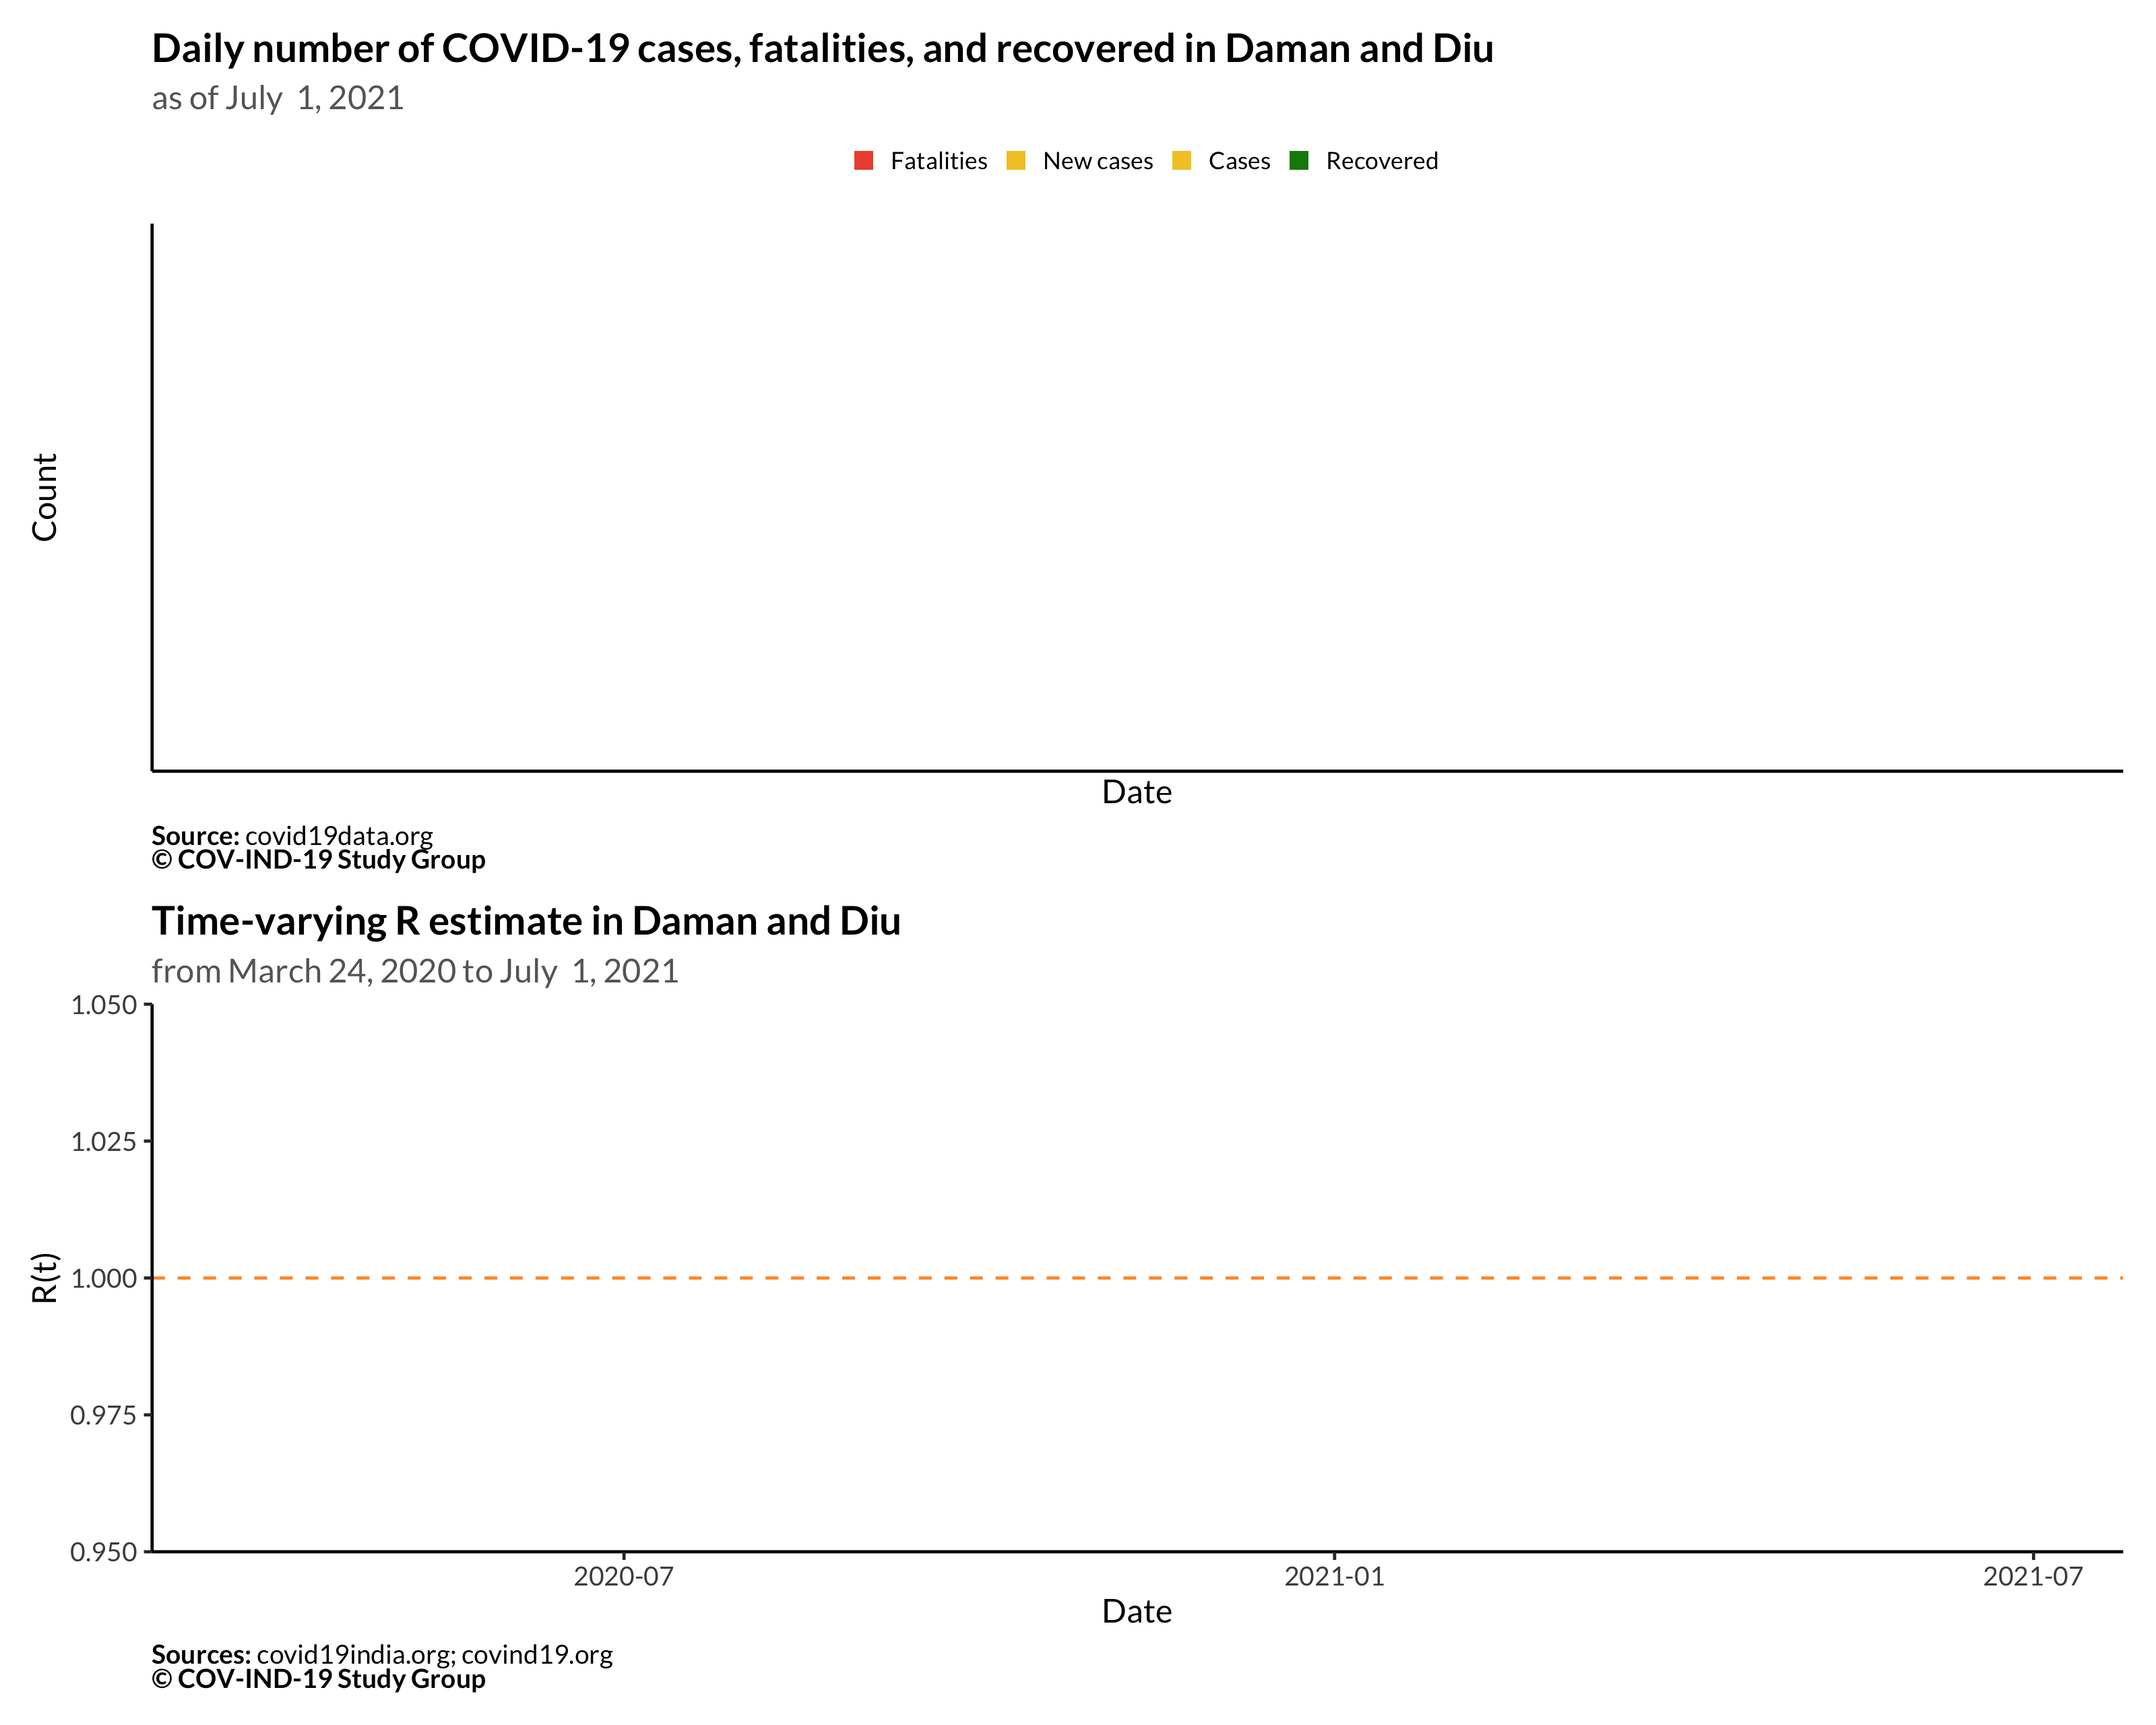 Daily number of COVID-19 cases, fatalities, and recovered in Daman and Diu
as of July  1, 2021
Fatalities New cases Cases Recovered
Count
Date
Source: covid19data.org
© COV-IND-19 Study Group
Time-varying R estimate in Daman and Diu
from March 24, 2020 to July  1, 2021
1.050
1.025
1.000
0.975
0.950
R(t)
2020-07 2021-01 2021-07
Date
Sources: covid19india.org; covind19.org
© COV-IND-19 Study Group